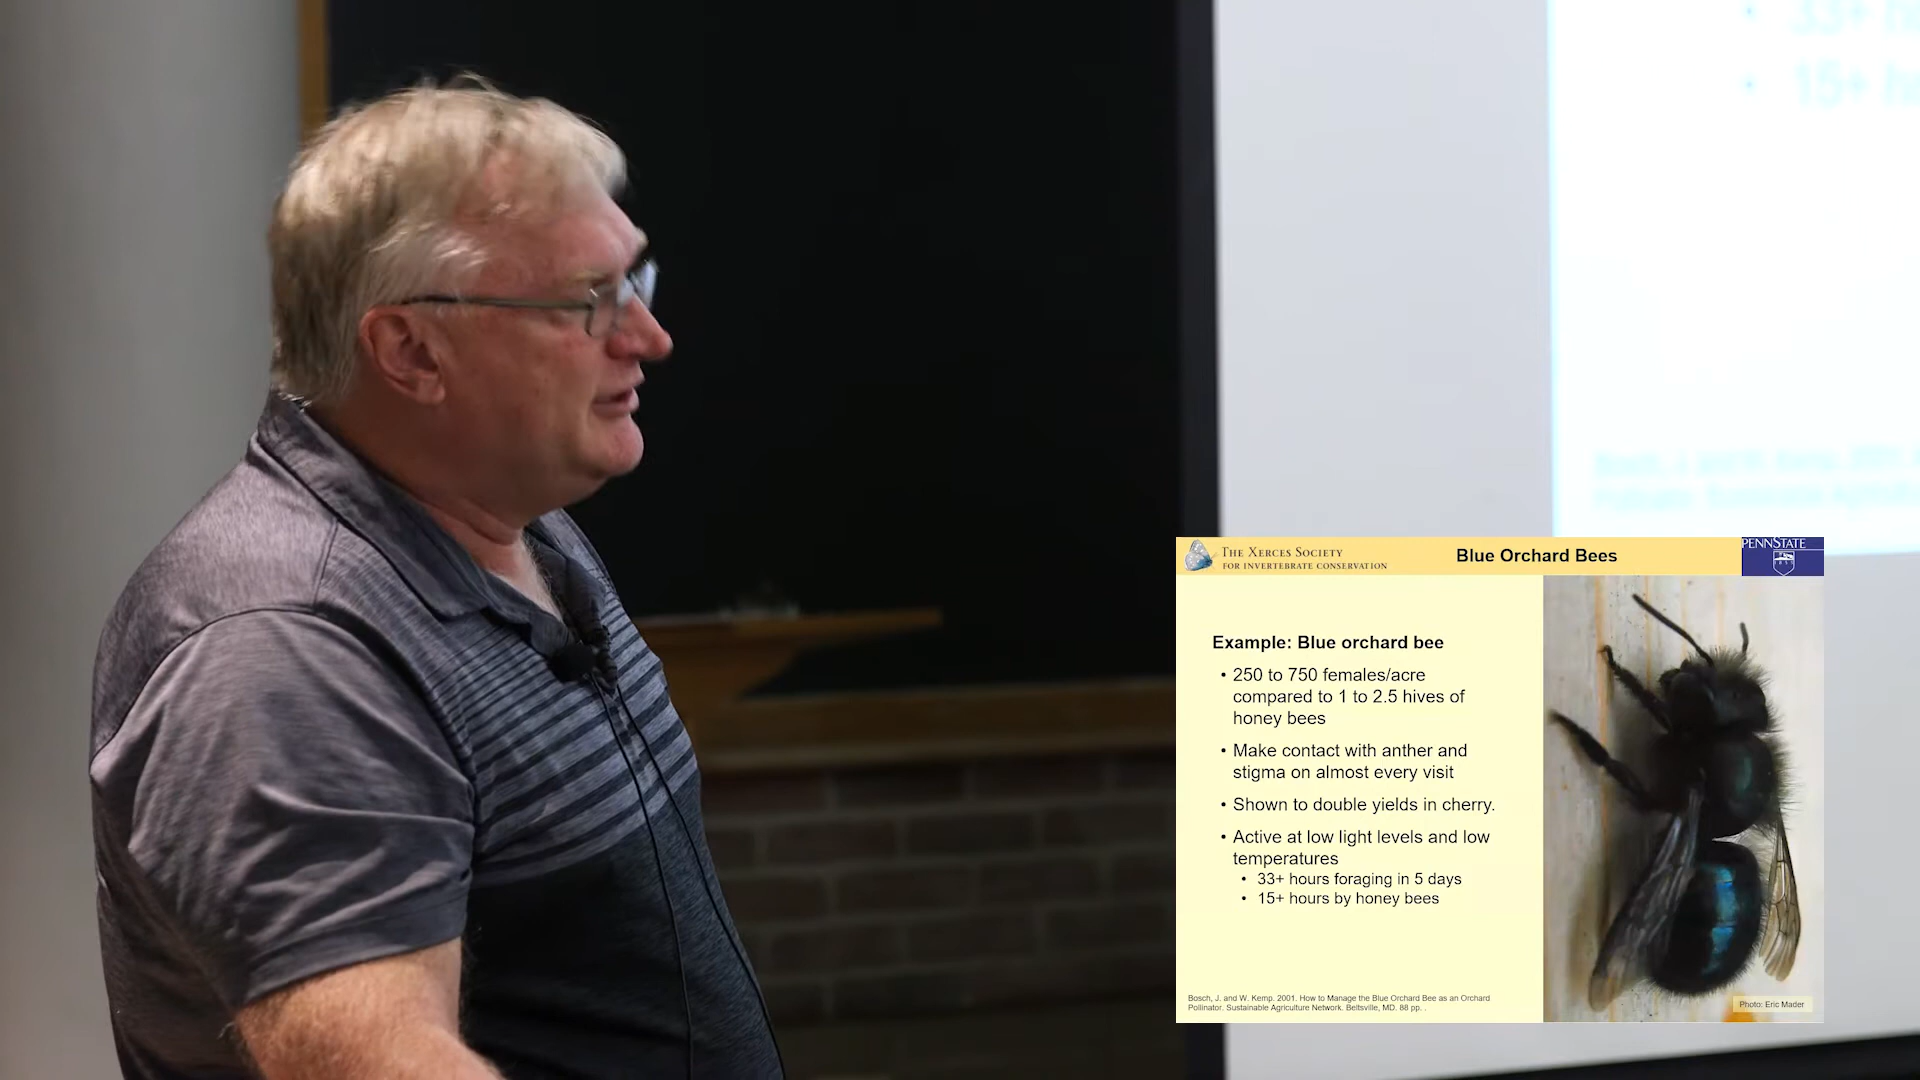 33+ h
15+ h
THE XERCES SOCIETY
FOR INVERTEBRATE CONSERVATION
Blue Orchard Bees
PENNSTATE
1855
Example: Blue orchard bee
• 250 to 750 females/acre
compared to 1 to 2.5 hives of
honey bees
• Make contact with anther and
stigma on almost every visit
• Shown to double yields in cherry.
• Active at low light levels and low
temperatures
• 33+ hours foraging in 5 days
• 15+ hours by honey bees
Bosch, J. and W. Kemp. 2001. How to Manage the Blue Orchard Bee as an Orchard
Pollinator. Sustainable Agriculture Network. Beltsville, MD. 88 pp. .
Photo: Eric Mader